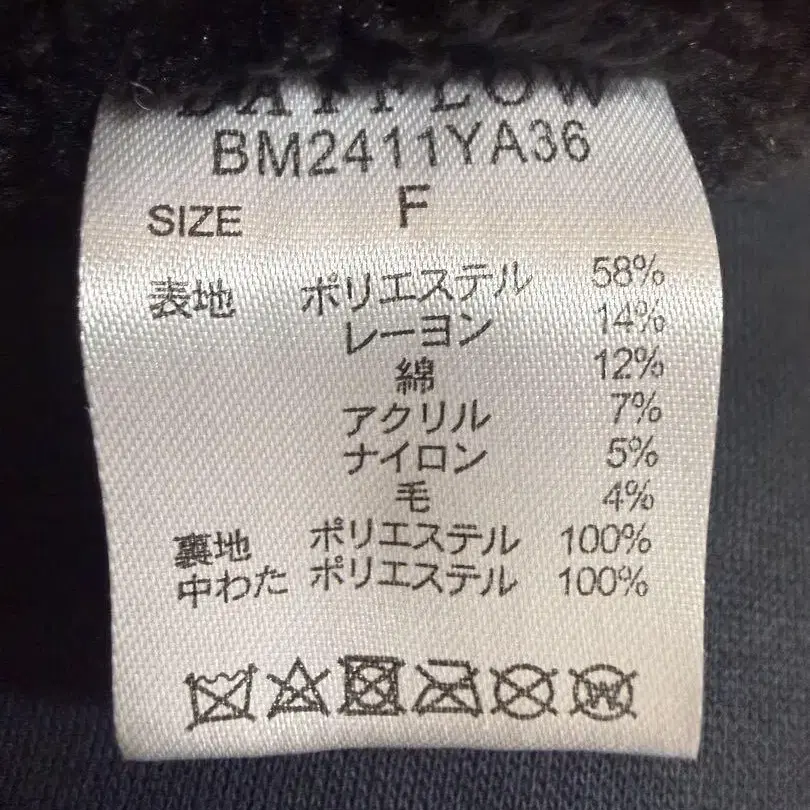 DAYFLOW
BM2411YA36
SIZE F
表地 ポリエステル 58%
レーヨン 14%
綿 12%
アクリル 7%
ナイロン 5%
毛 4%
裏地 ポリエステル 100%
中わた ポリエステル 100%
W